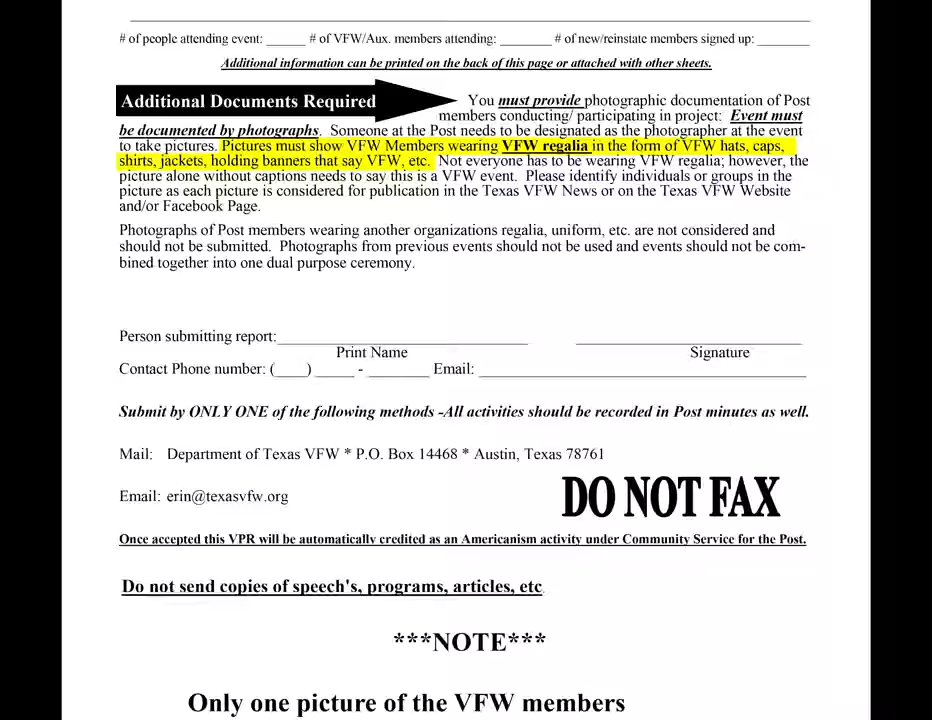 # of people attending event: ______ # of VFW/Aux. members attending: ________ # of new/reinstate members signed up: ________
Additional information can be printed on the back of this page or attached with other sheets.
Additional Documents Required You must provide photographic documentation of Post
members conducting/ participating in project: Event must
be documented by photographs. Someone at the Post needs to be designated as the photographer at the event
to take pictures. Pictures must show VFW Members wearing VFW regalia in the form of VFW hats, caps,
shirts, jackets, holding banners that say VFW, etc. Not everyone has to be wearing VFW regalia; however, the
picture alone without captions needs to say this is a VFW event. Please identify individuals or groups in the
picture as each picture is considered for publication in the Texas VFW News or on the Texas VFW Website
and/or Facebook Page.
Photographs of Post members wearing another organizations regalia, uniform, etc. are not considered and
should not be submitted. Photographs from previous events should not be used and events should not be com-
bined together into one dual purpose ceremony.
Person submitting report:________________________________ _____________________________
Print Name Signature
Contact Phone number: (____) _____ - ________ Email: __________________________________________
Submit by ONLY ONE of the following methods -All activities should be recorded in Post minutes as well.
Mail: Department of Texas VFW * P.O. Box 14468 * Austin, Texas 78761
DO NOT FAX
Email: erin@texasvfw.org
Once accepted this VPR will be automatically credited as an Americanism activity under Community Service for the Post.
Do not send copies of speech's, programs, articles, etc.
***NOTE***
Only one picture of the VFW members